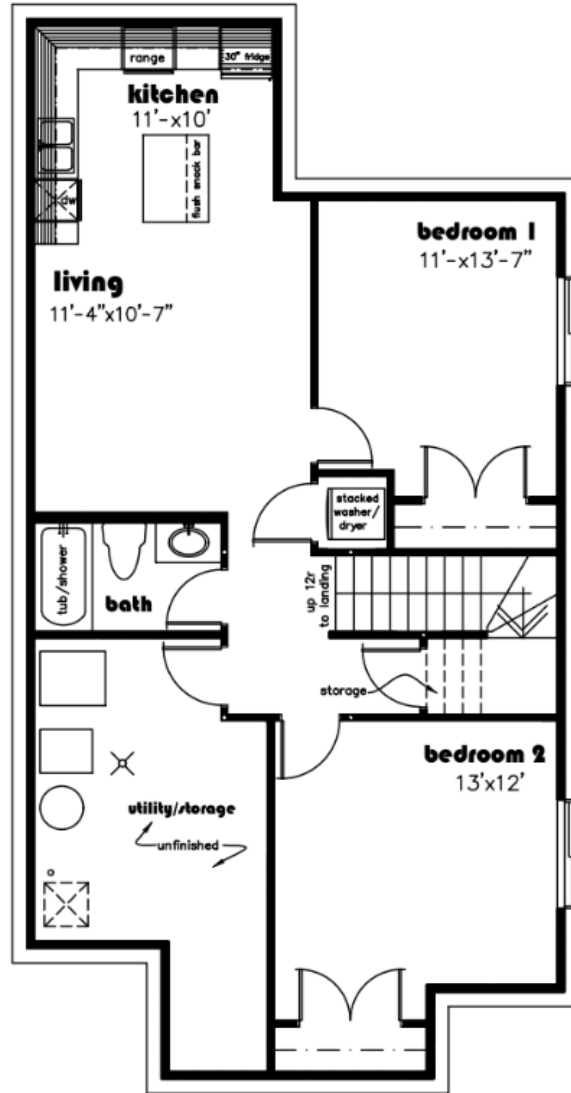 range
30" fridge
kitchen
11'-x10'
flush snack bar
dw
bedroom 1
11'-x13'-7"
living
11'-4"x10'-7"
stacked
washer/
dryer
tub/shower
bath
up 12r
to landing
storage
bedroom 2
13'x12'
utility/storage
unfinished